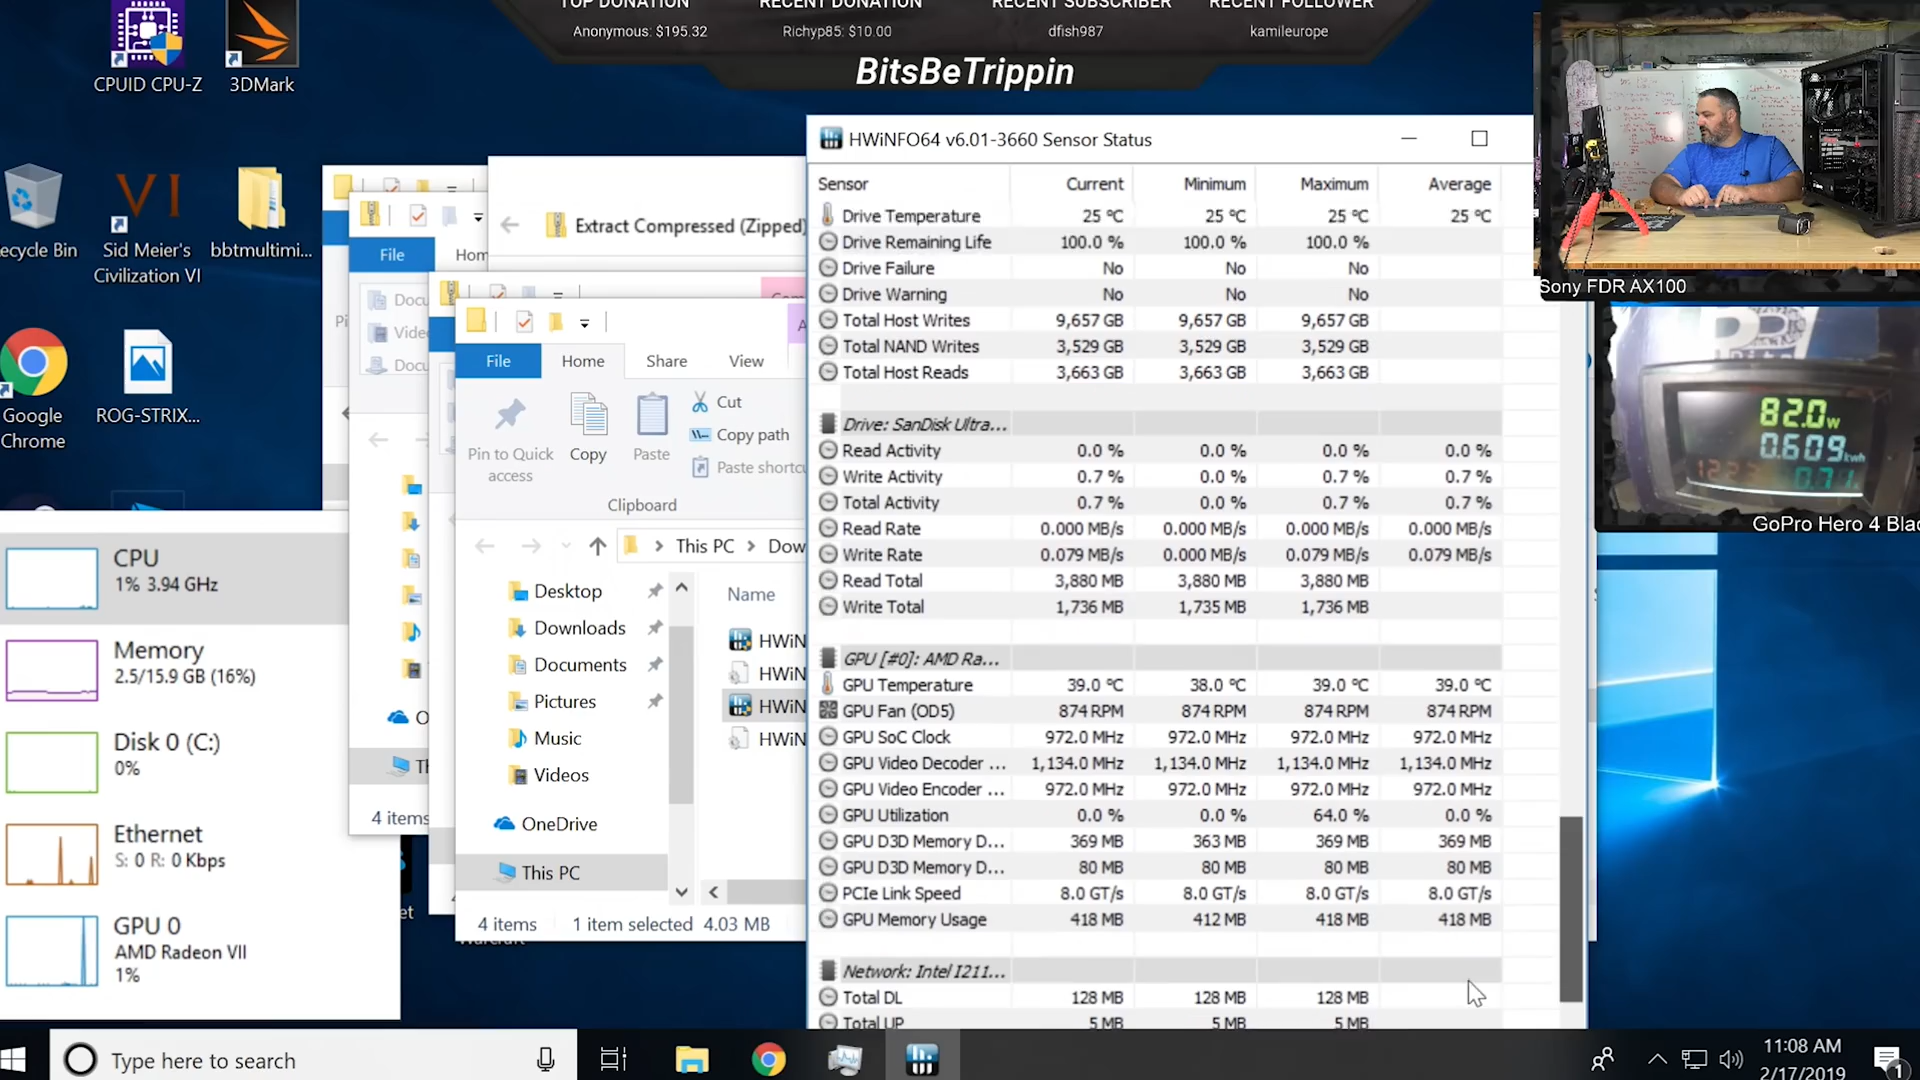 TOP DONATION
Anonymous: $195.32
RECENT DONATION
Richyp85: $10.00
RECENT SUBSCRIBER
dfish987
RECENT FOLLOWER
kamileurope
BitsBeTrippin
CPUID CPU-Z
3DMark
ecycle Bin
Sid Meier's
Civilization VI
bbtmultimi...
Google
Chrome
ROG-STRIX...
Sony FDR AX100
82.0w
0.609kwh
GoPro Hero 4 Blac
Extract Compressed (Zipped)
File
Hom
Docu
Vide
Docu
File
Home
Share
View
Pin to Quick
access
Copy
Paste
Cut
Copy path
Paste shortcu
Clipboard
This PC
Dow
Desktop
Downloads
Documents
Pictures
Music
Videos
OneDrive
This PC
Name
HWiN
HWiN
HWiN
HWiN
4 items
4 items 1 item selected 4.03 MB
CPU
1% 3.94 GHz
Memory
2.5/15.9 GB (16%)
Disk 0 (C:)
0%
Ethernet
S: 0 R: 0 Kbps
GPU 0
AMD Radeon VII
1%
HWiNFO64 v6.01-3660 Sensor Status
Sensor Current Minimum Maximum Average
Drive Temperature 25 °C 25 °C 25 °C 25 °C
Drive Remaining Life 100.0 % 100.0 % 100.0 %
Drive Failure No No No
Drive Warning No No No
Total Host Writes 9,657 GB 9,657 GB 9,657 GB
Total NAND Writes 3,529 GB 3,529 GB 3,529 GB
Total Host Reads 3,663 GB 3,663 GB 3,663 GB
Drive: SanDisk Ultra...
Read Activity 0.0 % 0.0 % 0.0 % 0.0 %
Write Activity 0.7 % 0.0 % 0.7 % 0.7 %
Total Activity 0.7 % 0.0 % 0.7 % 0.7 %
Read Rate 0.000 MB/s 0.000 MB/s 0.000 MB/s 0.000 MB/s
Write Rate 0.079 MB/s 0.000 MB/s 0.079 MB/s 0.079 MB/s
Read Total 3,880 MB 3,880 MB 3,880 MB
Write Total 1,736 MB 1,735 MB 1,736 MB
GPU [#0]: AMD Ra...
GPU Temperature 39.0 °C 38.0 °C 39.0 °C 39.0 °C
GPU Fan (OD5) 874 RPM 874 RPM 874 RPM 874 RPM
GPU SoC Clock 972.0 MHz 972.0 MHz 972.0 MHz 972.0 MHz
GPU Video Decoder ... 1,134.0 MHz 1,134.0 MHz 1,134.0 MHz 1,134.0 MHz
GPU Video Encoder ... 972.0 MHz 972.0 MHz 972.0 MHz 972.0 MHz
GPU Utilization 0.0 % 0.0 % 64.0 % 0.0 %
GPU D3D Memory D... 369 MB 363 MB 369 MB 369 MB
GPU D3D Memory D... 80 MB 80 MB 80 MB 80 MB
PCIe Link Speed 8.0 GT/s 8.0 GT/s 8.0 GT/s 8.0 GT/s
GPU Memory Usage 418 MB 412 MB 418 MB 418 MB
Network: Intel I211...
Total DL 128 MB 128 MB 128 MB
Total UP 5 MB 5 MB 5 MB
Type here to search
11:08 AM
2/17/2019
1